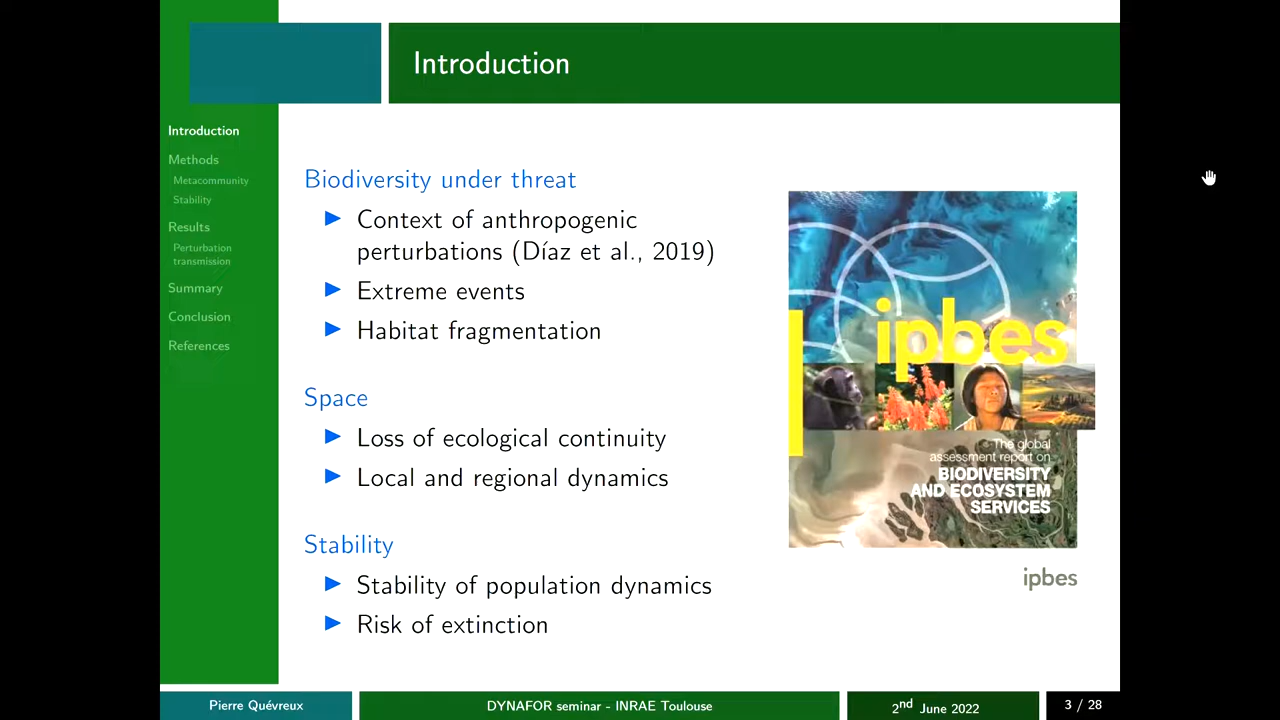 Introduction
Introduction
Methods
Metacommunity
Stability
Results
Perturbation
transmission
Summary
Conclusion
References
Biodiversity under threat
Context of anthropogenic
perturbations (Díaz et al., 2019)
Extreme events
Habitat fragmentation
Space
Loss of ecological continuity
Local and regional dynamics
Stability
Stability of population dynamics
Risk of extinction
ipbes
The global
assessment report on
BIODIVERSITY
AND ECOSYSTEM
SERVICES
ipbes
Pierre Quévreux
DYNAFOR seminar - INRAE Toulouse
2nd June 2022
3 / 28